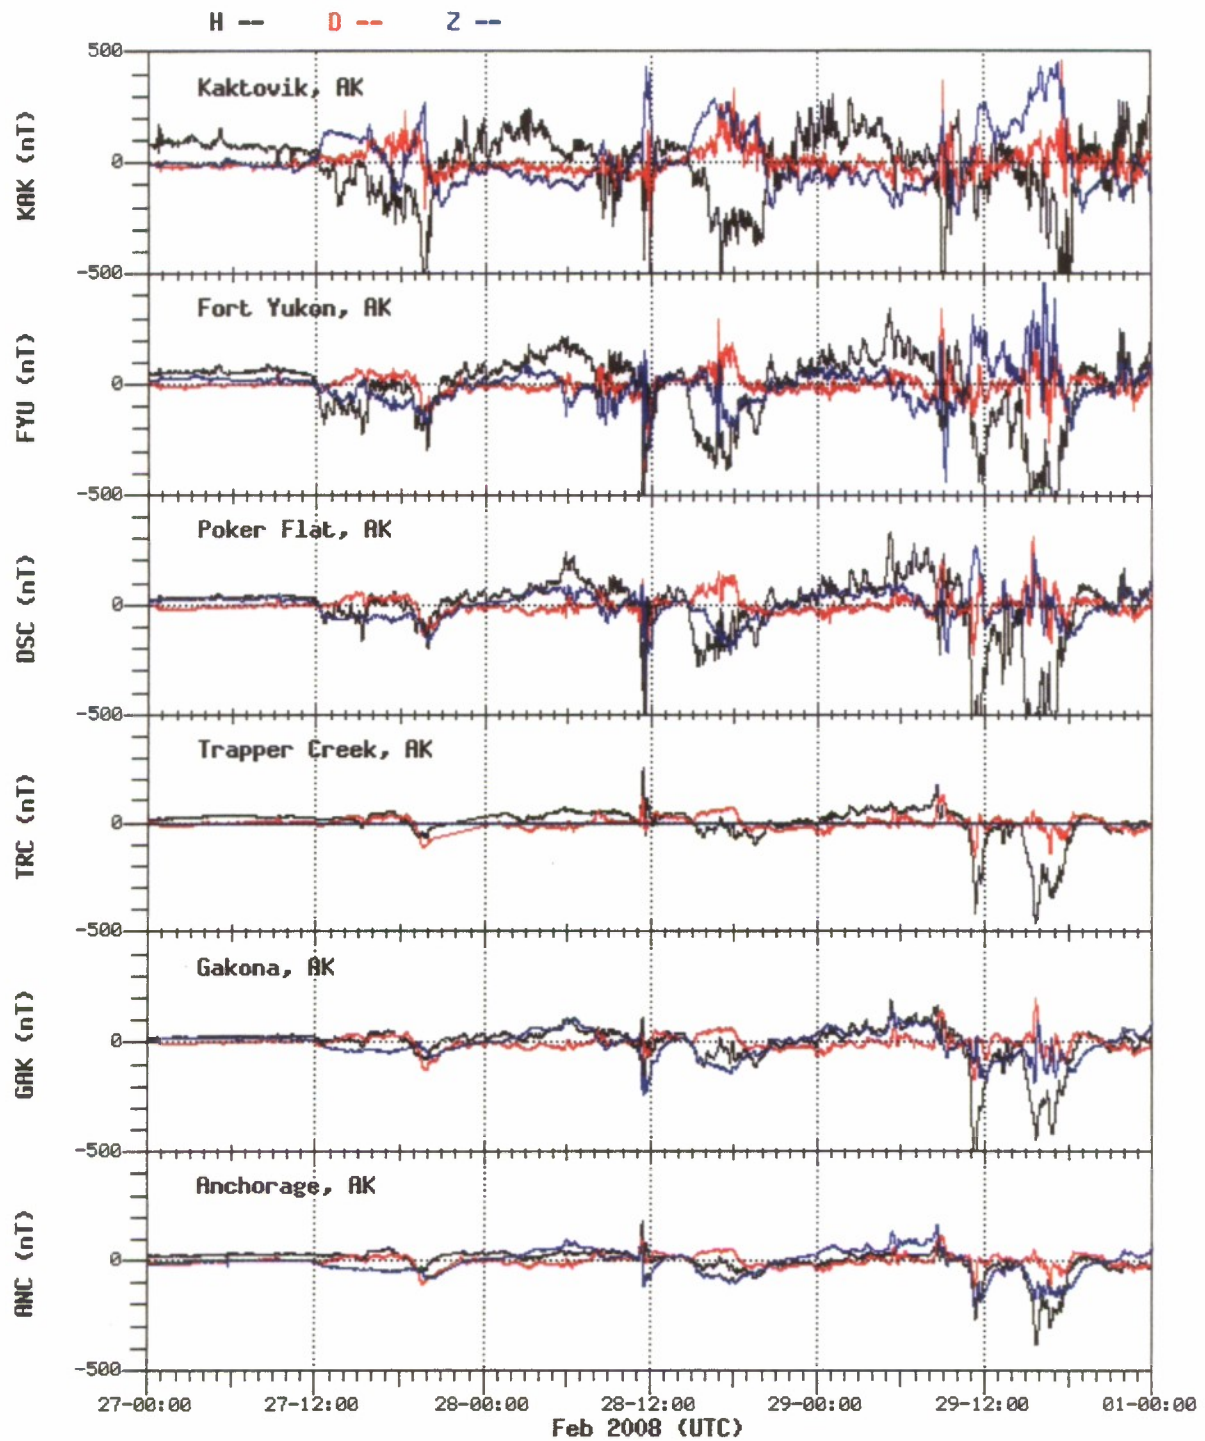 H -- D -- Z --
500
Kaktovik, AK
KAK (nT)
0
-500
Fort Yukon, AK
FYU (nT)
0
-500
Poker Flat, AK
DSC (nT)
0
-500
Trapper Creek, AK
TRC (nT)
0
-500
Gakona, AK
GAK (nT)
0
-500
Anchorage, AK
ANC (nT)
0
-500
27-00:00 27-12:00 28-00:00 28-12:00 29-00:00 29-12:00 01-00:00
Feb 2008 (UTC)